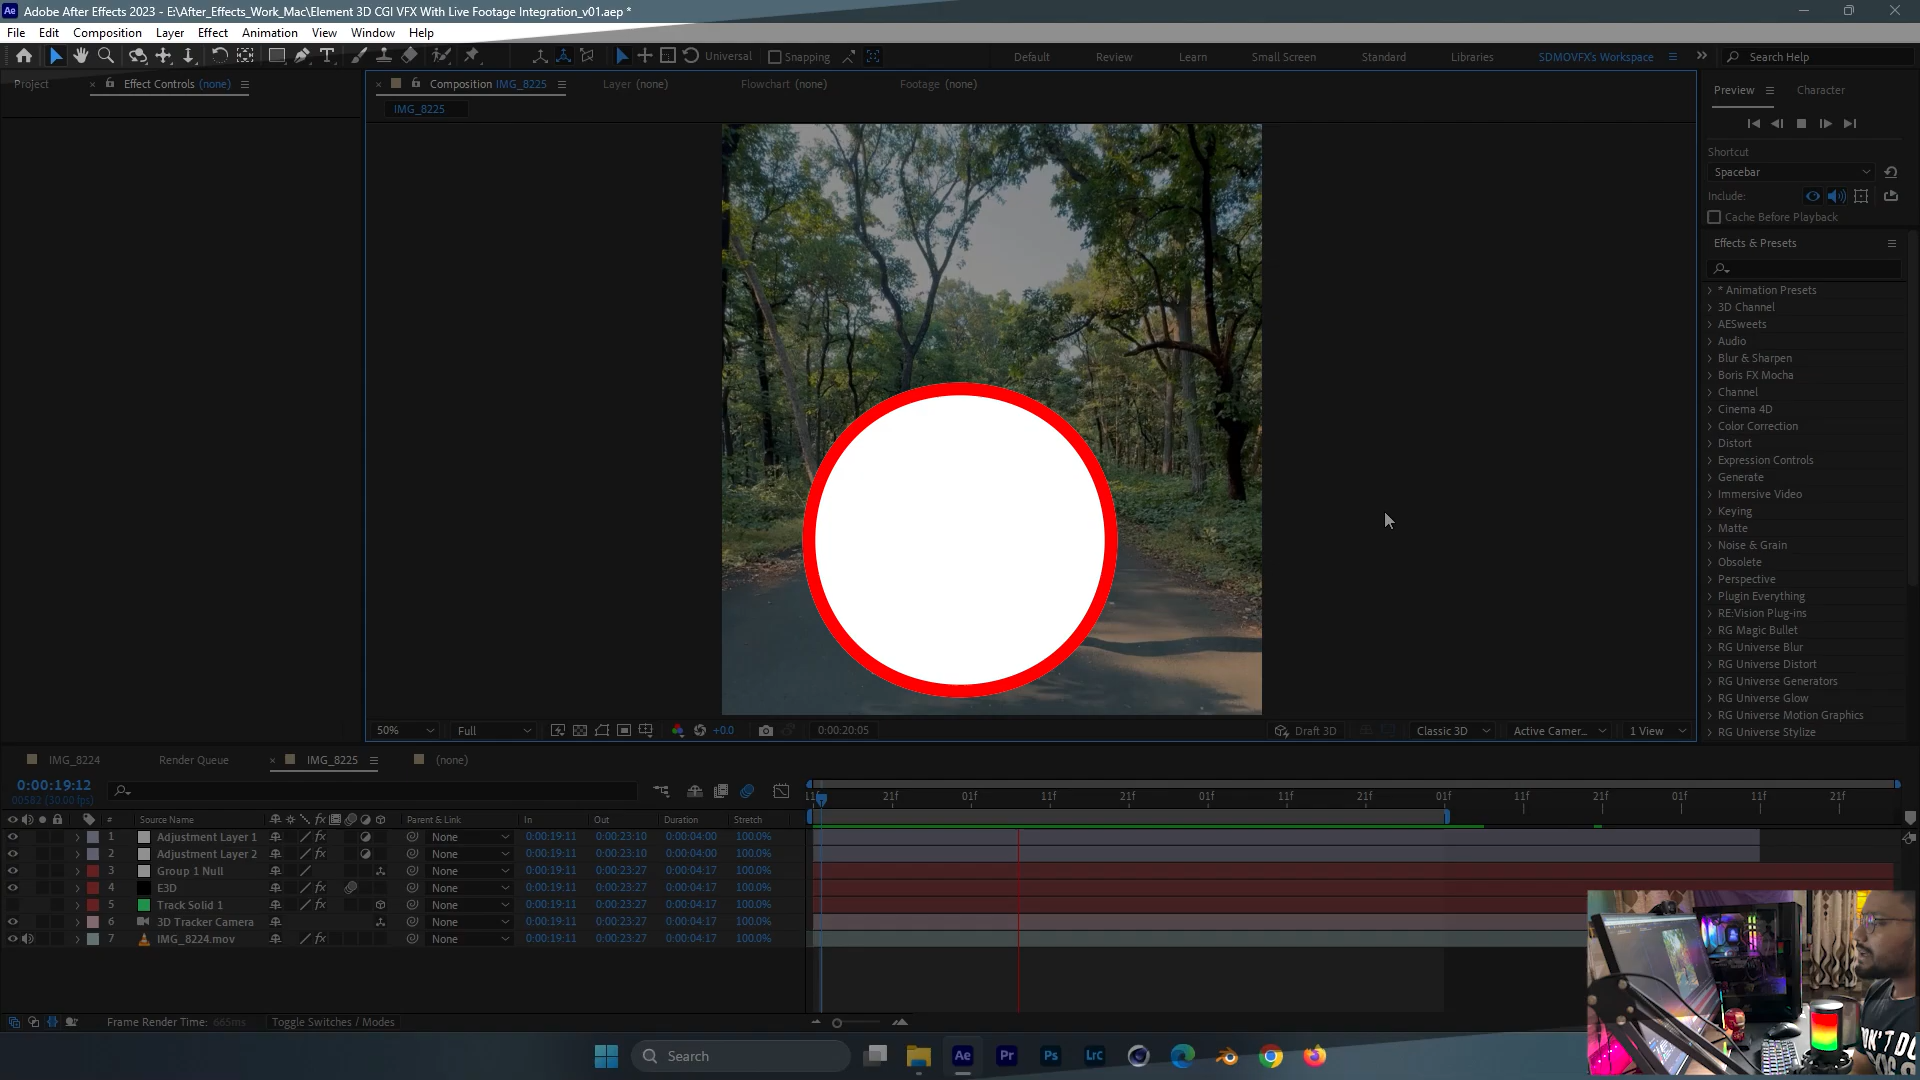 Ae Adobe After Effects 2023 - E:\After_Effects_Work_Mac\Element 3D CGI VFX With Live Footage Integration_v01.aep *
File Edit Composition Layer Effect Animation View Window Help
Universal Snapping Default Review Learn Small Screen Standard Libraries SDMOVFX's Workspace Search Help
Project Effect Controls (none) Composition IMG_8225 Layer (none) Flowchart (none) Footage (none)
IMG_8225
Preview Character
Shortcut
Spacebar
Include:
Cache Before Playback
Effects & Presets
* Animation Presets
3D Channel
AESweets
Audio
Blur & Sharpen
Boris FX Mocha
Channel
Cinema 4D
Color Correction
Distort
Expression Controls
Generate
Immersive Video
Keying
Matte
Noise & Grain
Obsolete
Perspective
Plugin Everything
RE:Vision Plug-ins
RG Magic Bullet
RG Universe Blur
RG Universe Distort
RG Universe Generators
RG Universe Glow
RG Universe Motion Graphics
RG Universe Stylize
50% Full +0.0 0:00:20:05 Draft 3D Classic 3D Active Camer... 1 View
IMG_8224 Render Queue IMG_8225 (none)
0:00:19:12
00582 (30.00 fps)
11f 21f 01f 11f 21f 01f 11f 21f 01f 11f 21f 01f 11f 21f
# Source Name Parent & Link In Out Duration Stretch
1 Adjustment Layer 1 fx None 0:00:19:11 0:00:23:10 0:00:04:00 100.0%
2 Adjustment Layer 2 fx None 0:00:19:11 0:00:23:10 0:00:04:00 100.0%
3 Group 1 Null None 0:00:19:11 0:00:23:27 0:00:04:17 100.0%
4 E3D fx None 0:00:19:11 0:00:23:27 0:00:04:17 100.0%
5 Track Solid 1 fx None 0:00:19:11 0:00:23:27 0:00:04:17 100.0%
6 3D Tracker Camera None 0:00:19:11 0:00:23:27 0:00:04:17 100.0%
7 IMG_8224.mov fx None 0:00:19:11 0:00:23:27 0:00:04:17 100.0%
Frame Render Time: 665ms Toggle Switches / Modes
Search Ae Pr Ps LrC